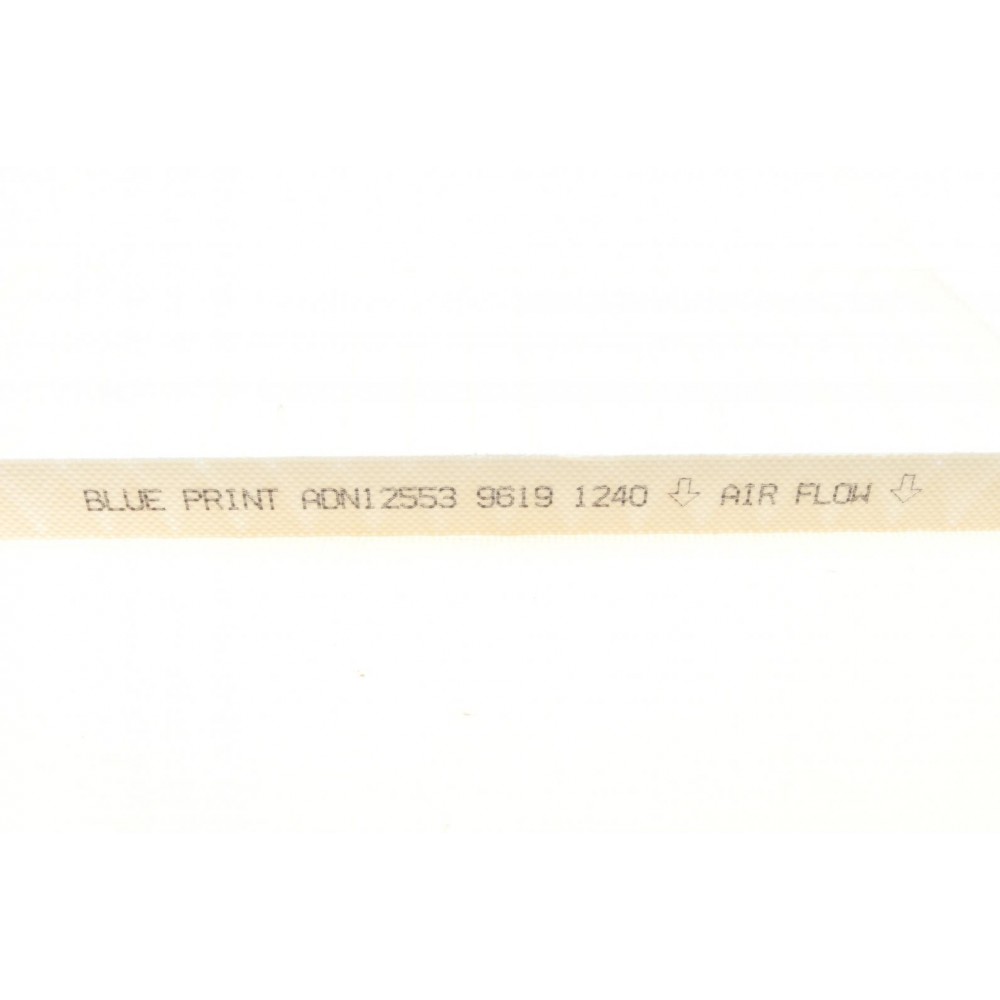 BLUE PRINT ADN12553 9619 1240 ⇩ AIR FLOW ⇩